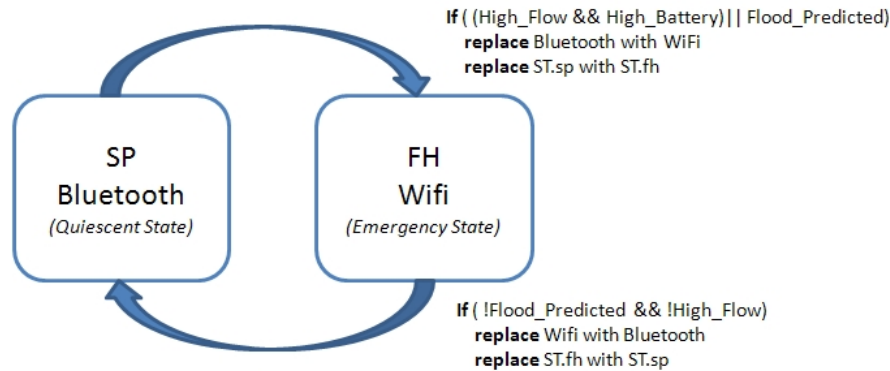 If ( (High_Flow && High_Battery)|| Flood_Predicted)
replace Bluetooth with WiFi
replace ST.sp with ST.fh
SP
Bluetooth
(Quiescent State)
FH
Wifi
(Emergency State)
If ( !Flood_Predicted && !High_Flow)
replace Wifi with Bluetooth
replace ST.fh with ST.sp